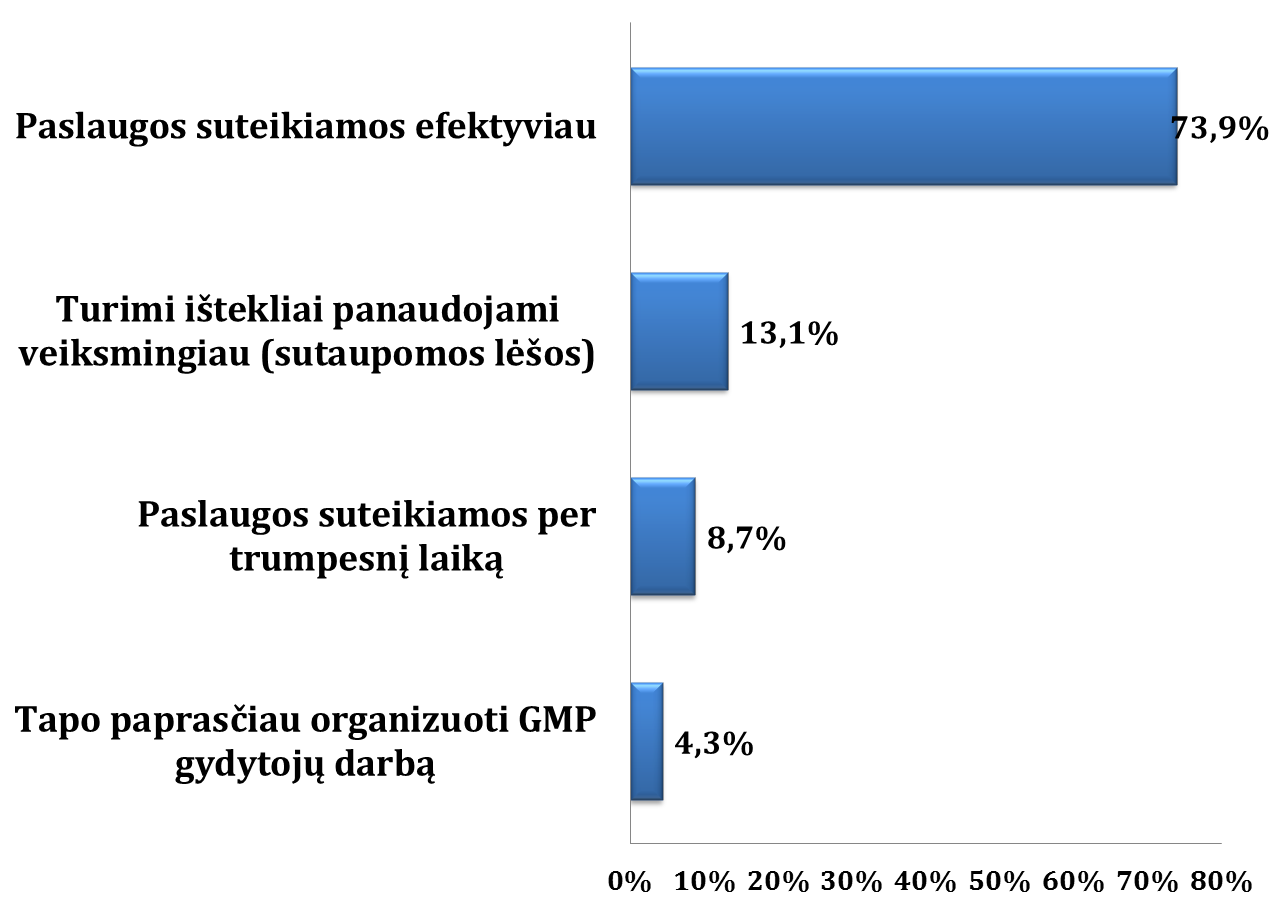 Paslaugos suteikiamos efektyviau
73,9%
Turimi ištekliai panaudojami
veiksmingiau (sutaupomos lėšos)
13,1%
Paslaugos suteikiamos per
trumpesnį laiką
8,7%
Tapo paprasčiau organizuoti GMP
gydytojų darbą
4,3%
0% 10% 20% 30% 40% 50% 60% 70% 80%